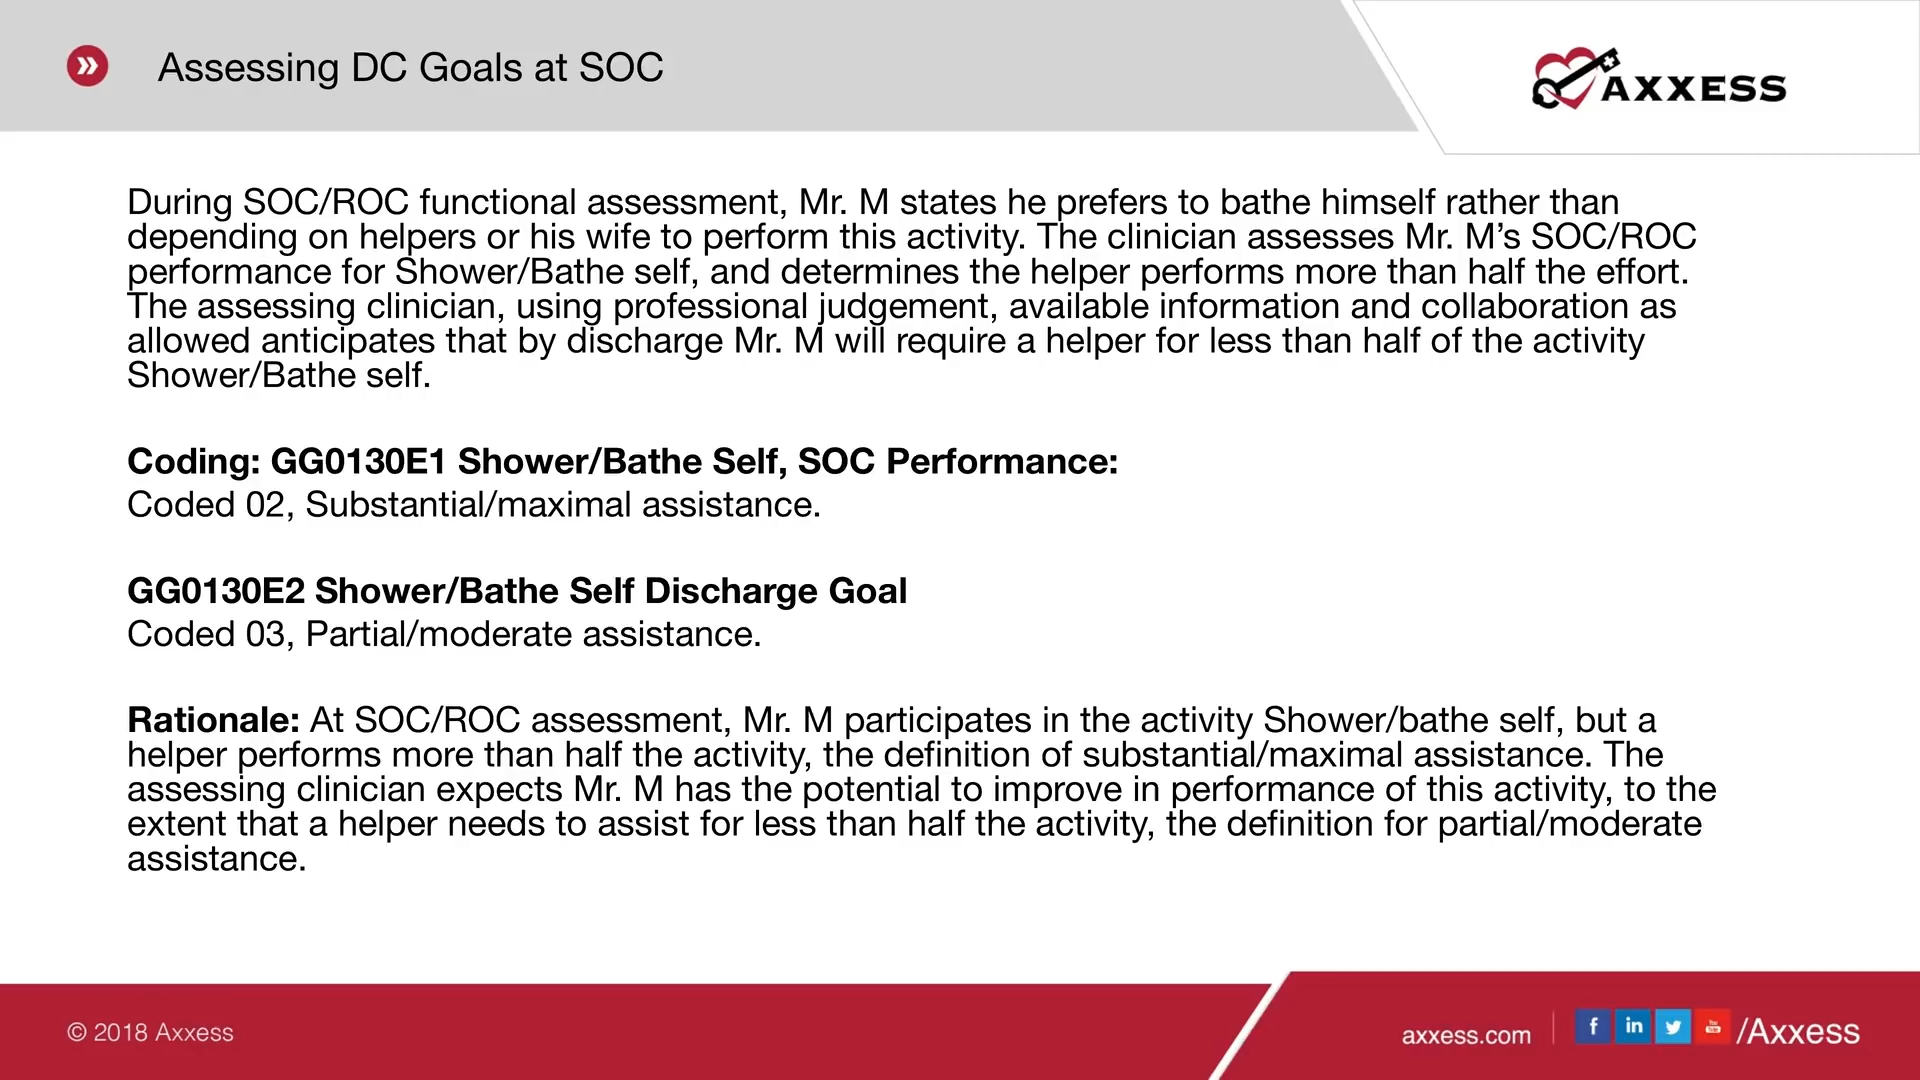 Assessing DC Goals at SOC
AXXESS
During SOC/ROC functional assessment, Mr. M states he prefers to bathe himself rather than
depending on helpers or his wife to perform this activity. The clinician assesses Mr. M’s SOC/ROC
performance for Shower/Bathe self, and determines the helper performs more than half the effort.
The assessing clinician, using professional judgement, available information and collaboration as
allowed anticipates that by discharge Mr. M will require a helper for less than half of the activity
Shower/Bathe self.
Coding: GG0130E1 Shower/Bathe Self, SOC Performance:
Coded 02, Substantial/maximal assistance.
GG0130E2 Shower/Bathe Self Discharge Goal
Coded 03, Partial/moderate assistance.
Rationale: At SOC/ROC assessment, Mr. M participates in the activity Shower/bathe self, but a
helper performs more than half the activity, the definition of substantial/maximal assistance. The
assessing clinician expects Mr. M has the potential to improve in performance of this activity, to the
extent that a helper needs to assist for less than half the activity, the definition for partial/moderate
assistance.
© 2018 Axxess
axxess.com
/Axxess